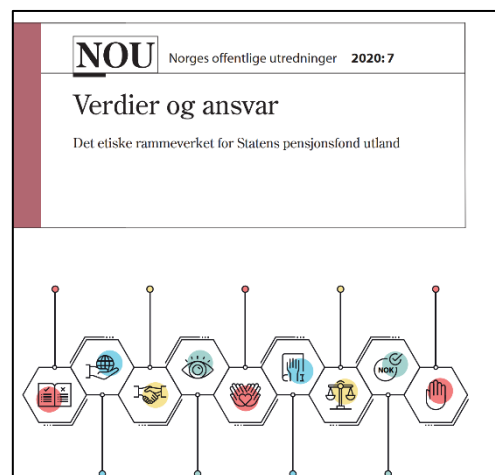 NOU Norges offentlige utredninger 2020: 7
Verdier og ansvar
Det etiske rammeverket for Statens pensjonsfond utland
NOK